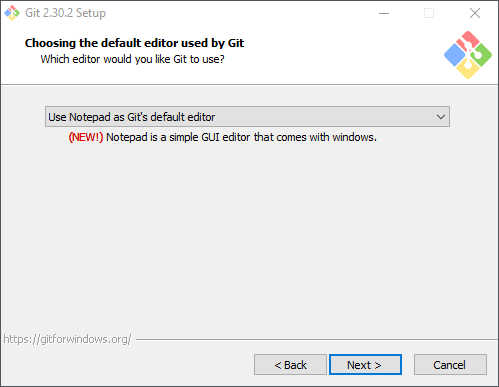 Git 2.30.2 Setup
Choosing the default editor used by Git
Which editor would you like Git to use?
Use Notepad as Git's default editor
(NEW!) Notepad is a simple GUI editor that comes with windows.
https://gitforwindows.org/
< Back Next > Cancel